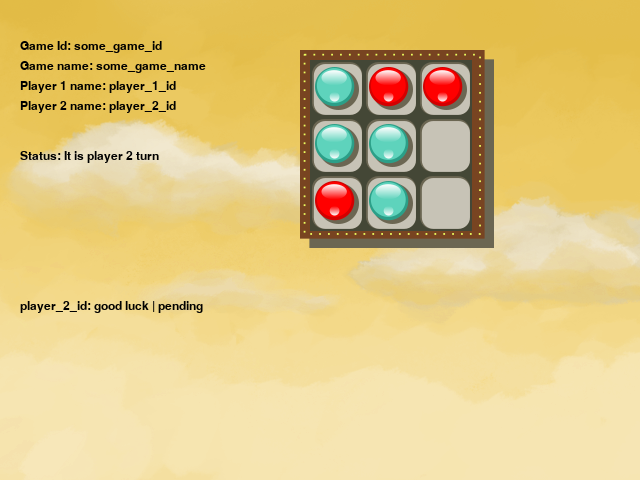 Game Id: some_game_id
Game name: some_game_name
Player 1 name: player_1_id
Player 2 name: player_2_id
Status: It is player 2 turn
player_2_id: good luck | pending